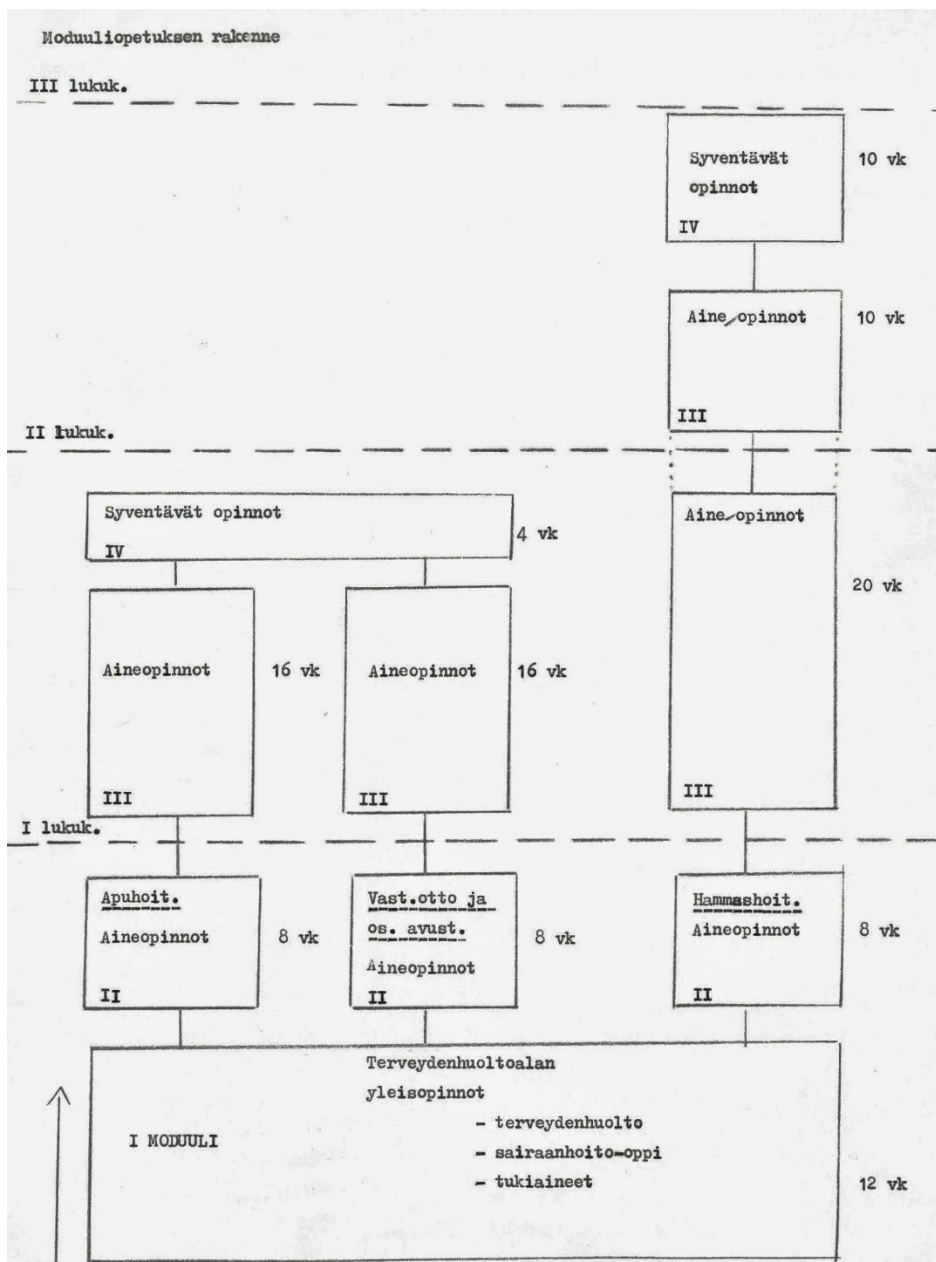 Moduuliopetuksen rakenne
III lukuk.
Syventävät
opinnot
IV
10 vk
Aine opinnot
III
10 vk
II lukuk.
Syventävät opinnot
IV
4 vk
Aineopinnot
III
16 vk
Aineopinnot
III
16 vk
Aine opinnot
III
20 vk
I lukuk.
Apuhoit.
Aineopinnot
II
8 vk
Vast.otto ja
os. avust.
Aineopinnot
II
8 vk
Hammashoit.
Aineopinnot
II
8 vk
Terveydenhuoltoalan
yleisopinnot
- terveydenhuolto
- sairaanhoito-oppi
- tukiaineet
I MODUULI
12 vk